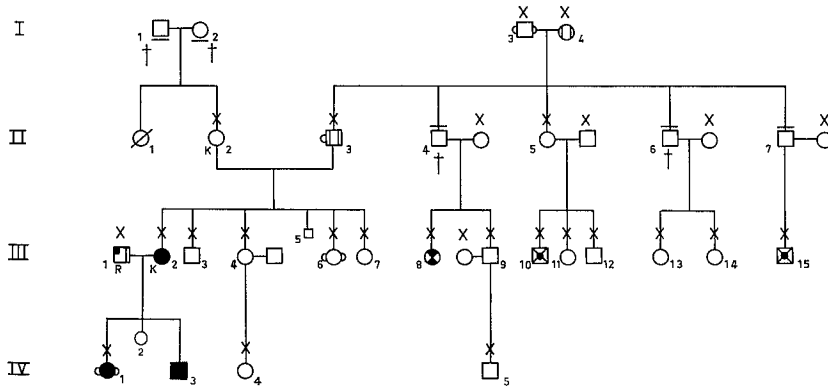 I X X X
1 2 3 4
† †
II X X X X X X X X
1 K 2 3 4 5 6 7
† †
III X X X X X X X X X X X X X X X
1 R K 2 3 4 5 6 7 8 9 10 11 12 13 14 15
IV X X X X
1 2 3 4 5